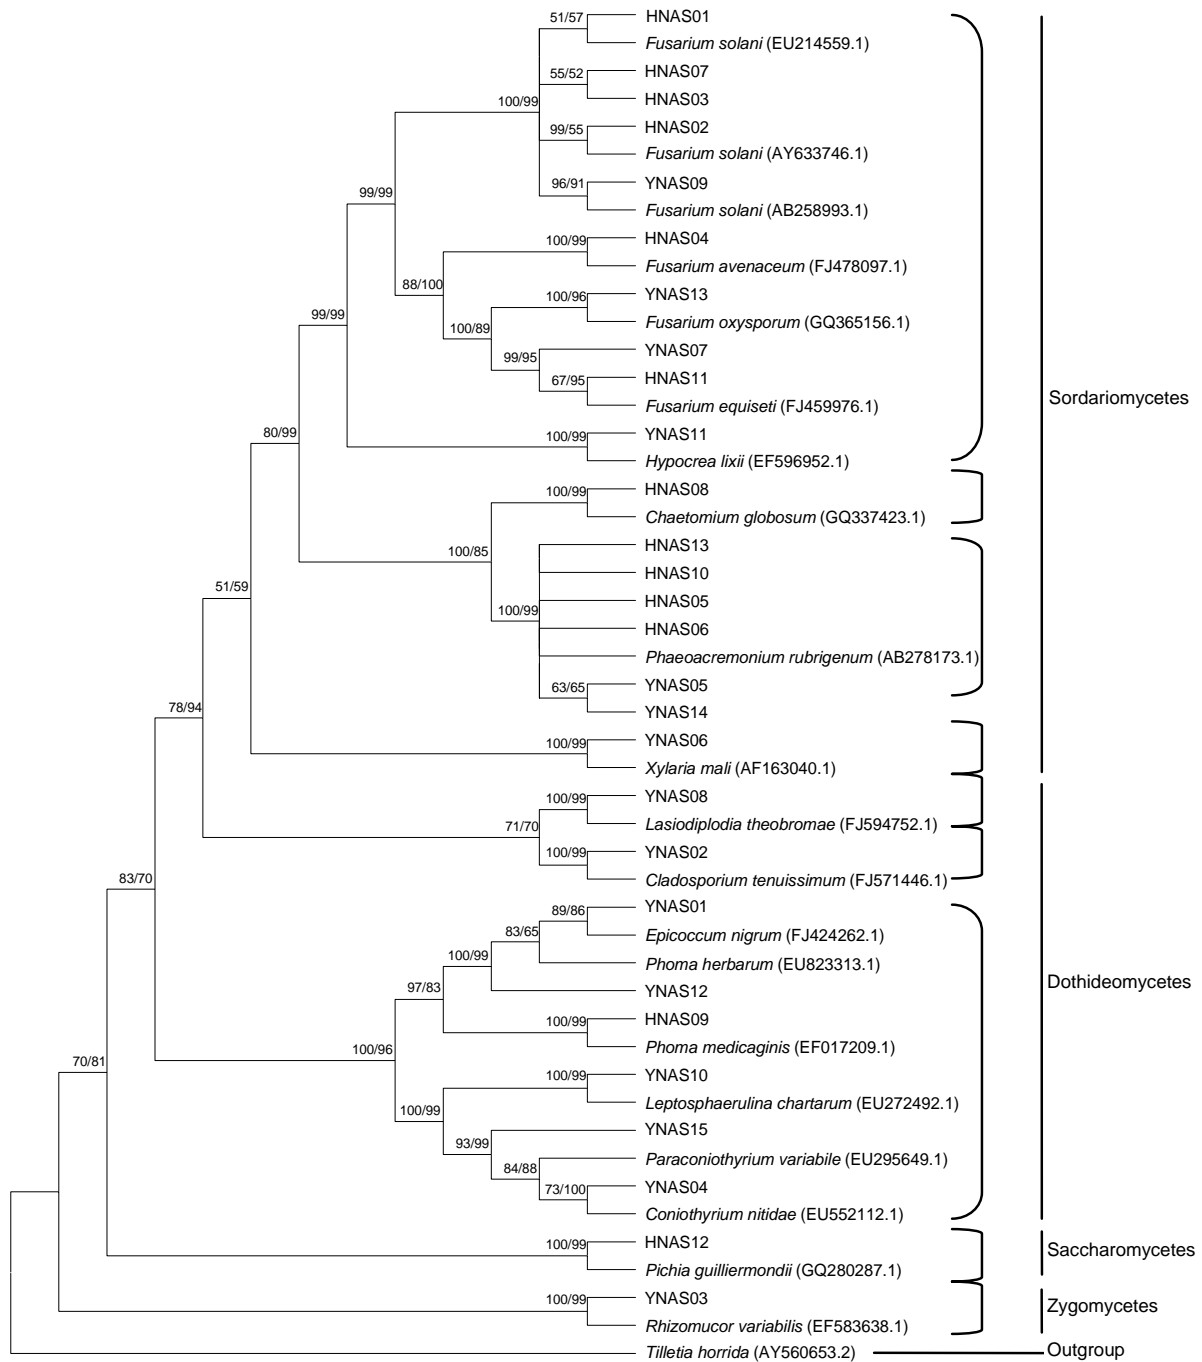 51/57
HNAS01
Fusarium solani (EU214559.1)
55/52
HNAS07
HNAS03
100/99
99/55
HNAS02
Fusarium solani (AY633746.1)
96/91
YNAS09
Fusarium solani (AB258993.1)
99/99
100/99
HNAS04
Fusarium avenaceum (FJ478097.1)
88/100
100/96
YNAS13
Fusarium oxysporum (GQ365156.1)
99/99
100/89
YNAS07
99/95
67/95
HNAS11
Fusarium equiseti (FJ459976.1)
Sordariomycetes
80/99
100/99
YNAS11
Hypocrea lixii (EF596952.1)
100/99
HNAS08
Chaetomium globosum (GQ337423.1)
100/85
HNAS13
HNAS10
51/59
HNAS05
100/99
HNAS06
Phaeoacremonium rubrigenum (AB278173.1)
63/65
YNAS05
78/94
YNAS14
100/99
YNAS06
Xylaria mali (AF163040.1)
100/99
YNAS08
71/70
Lasiodiplodia theobromae (FJ594752.1)
100/99
YNAS02
83/70
Cladosporium tenuissimum (FJ571446.1)
89/86
YNAS01
83/65
Epicoccum nigrum (FJ424262.1)
100/99
Phoma herbarum (EU823313.1)
Dothideomycetes
97/83
YNAS12
100/99
HNAS09
100/96
Phoma medicaginis (EF017209.1)
70/81
100/99
YNAS10
100/99
Leptosphaerulina chartarum (EU272492.1)
93/99
YNAS15
84/88
Paraconiothyrium variabile (EU295649.1)
73/100
YNAS04
Coniothyrium nitidae (EU552112.1)
100/99
HNAS12
Saccharomycetes
Pichia guilliermondii (GQ280287.1)
100/99
YNAS03
Zygomycetes
Rhizomucor variabilis (EF583638.1)
Tilletia horrida (AY560653.2)
Outgroup